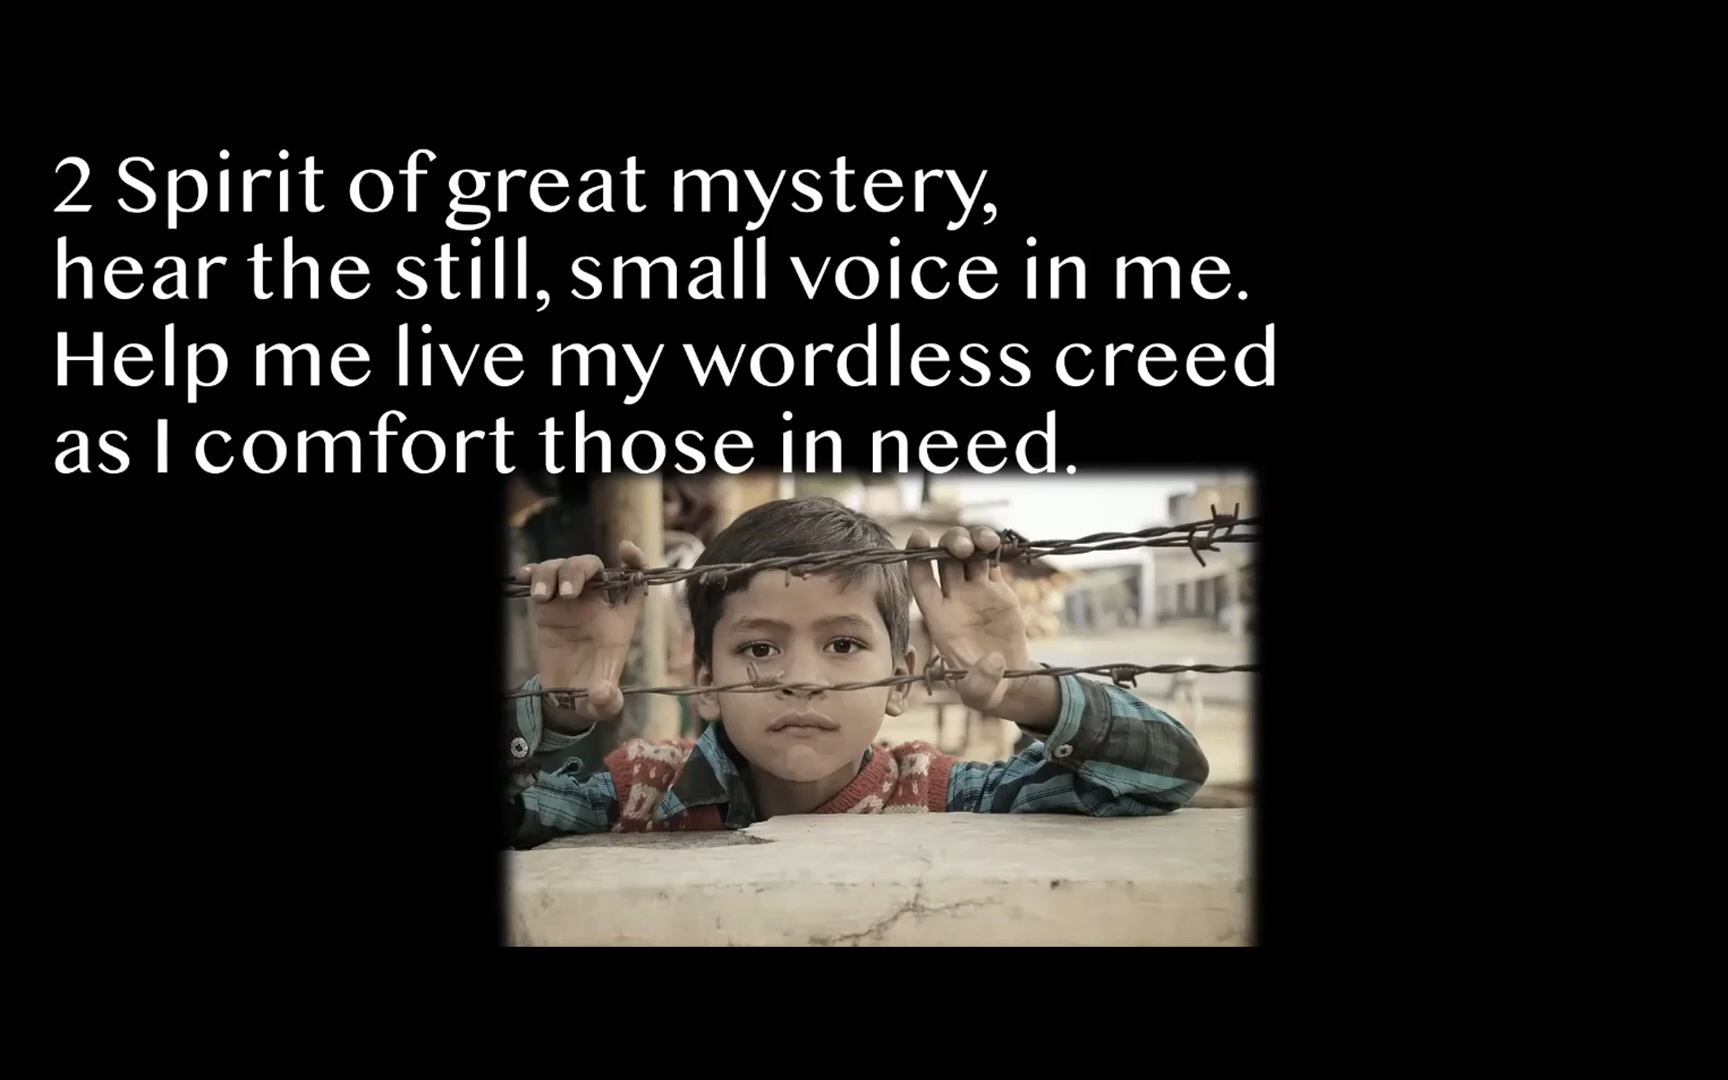 2 Spirit of great mystery,
hear the still, small voice in me.
Help me live my wordless creed
as I comfort those in need.